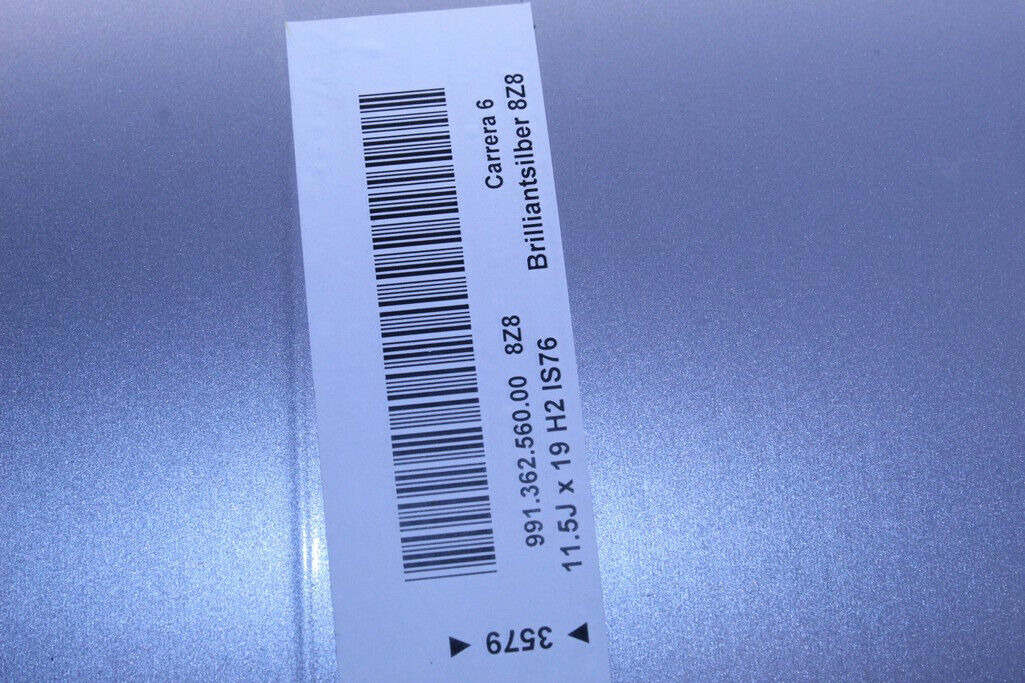 Carrera 6
991.362.560.00 8Z8
Brilliantsilber 8Z8
11.5J x 19 H2 IS76
▲ 3579 ▲